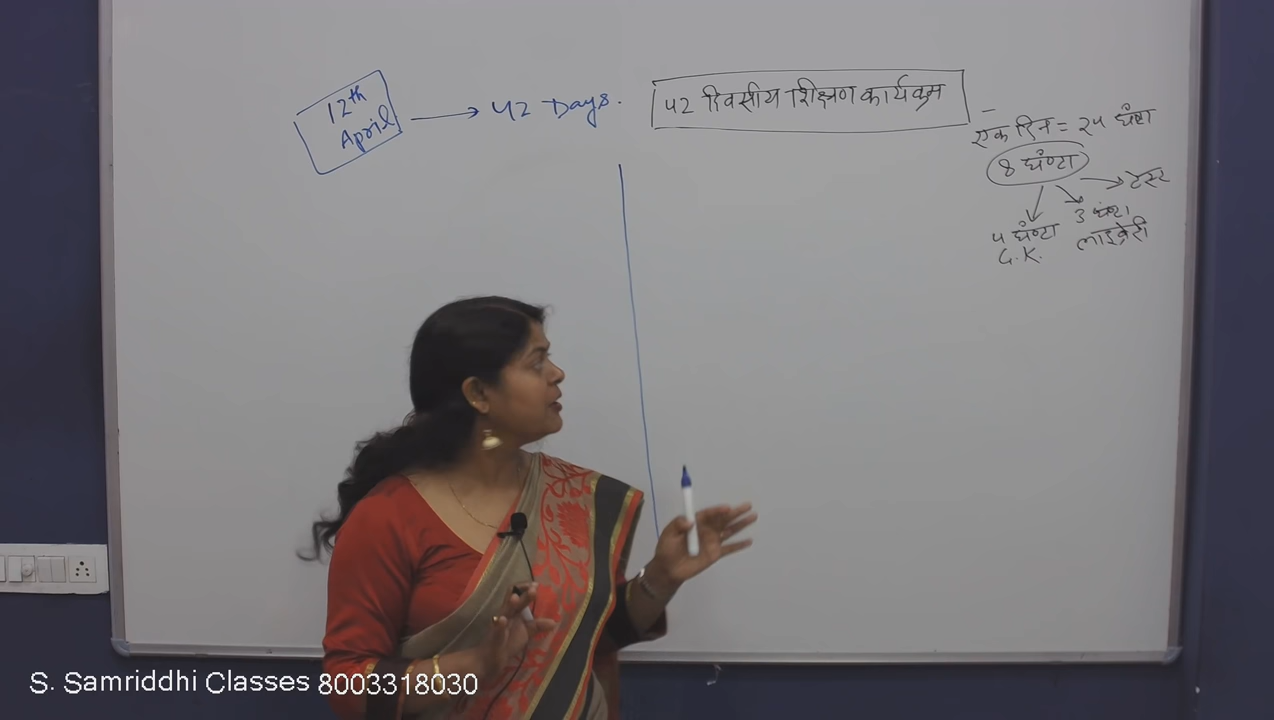 12th
April
→ 42 Days.
42 दिवसीय शिक्षण कार्यक्रम
एक दिन = 24 घंटा
8 घंण्टा
→ टेस्ट
4 घंण्टा
G.K.
3 घंटा
लाइब्रेरी
S. Samriddhi Classes 8003318030